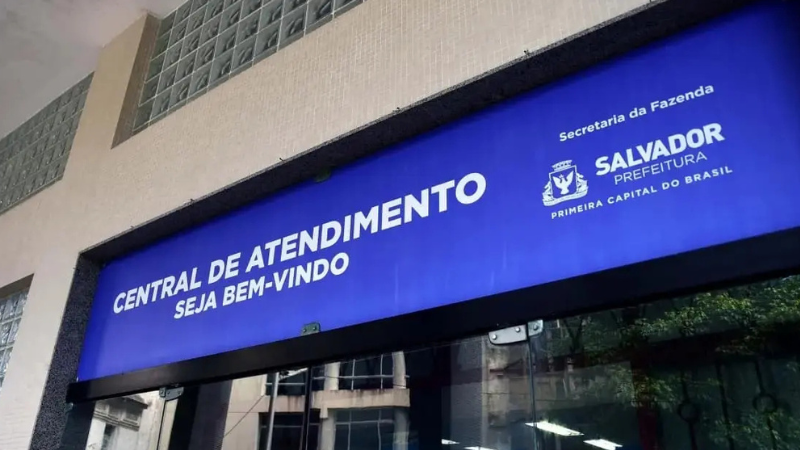 CENTRAL DE ATENDIMENTO
SEJA BEM-VINDO
Secretaria da Fazenda
SALVADOR
PREFEITURA
PRIMEIRA CAPITAL DO BRASIL